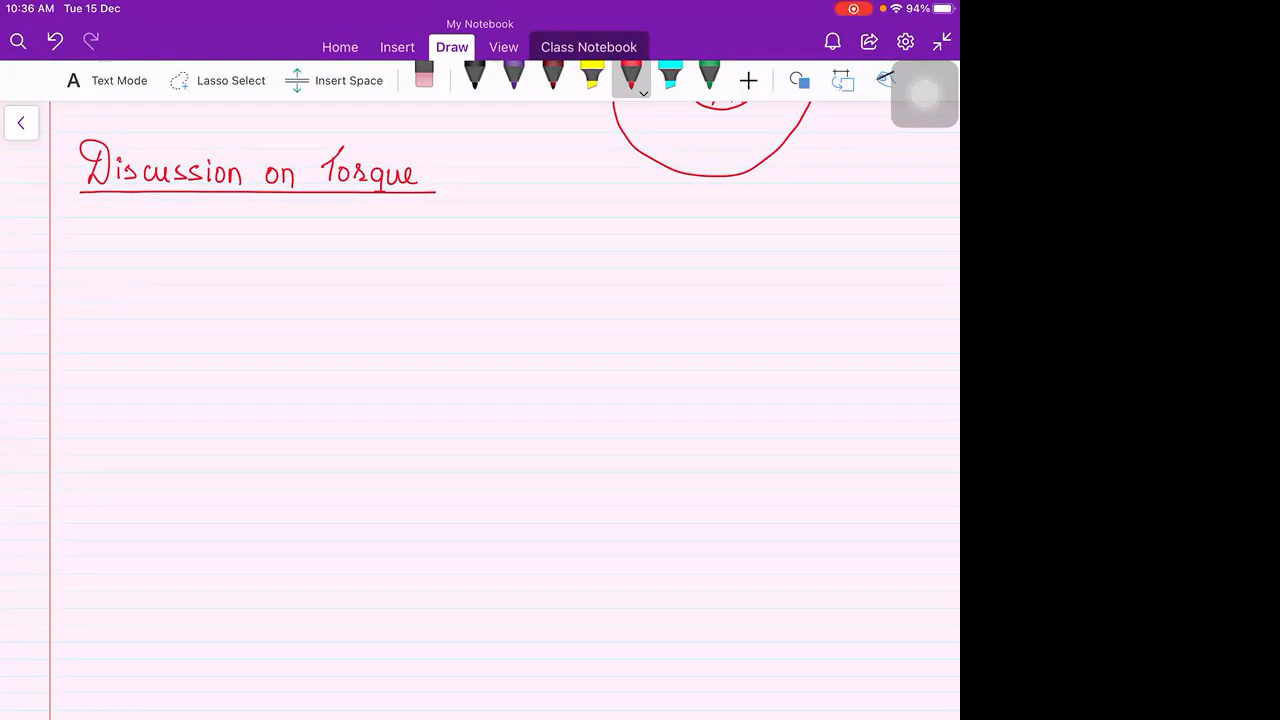 10:36 AM Tue 15 Dec 94%
My Notebook
Home Insert Draw View Class Notebook
A Text Mode Lasso Select Insert Space
Discussion on Torque